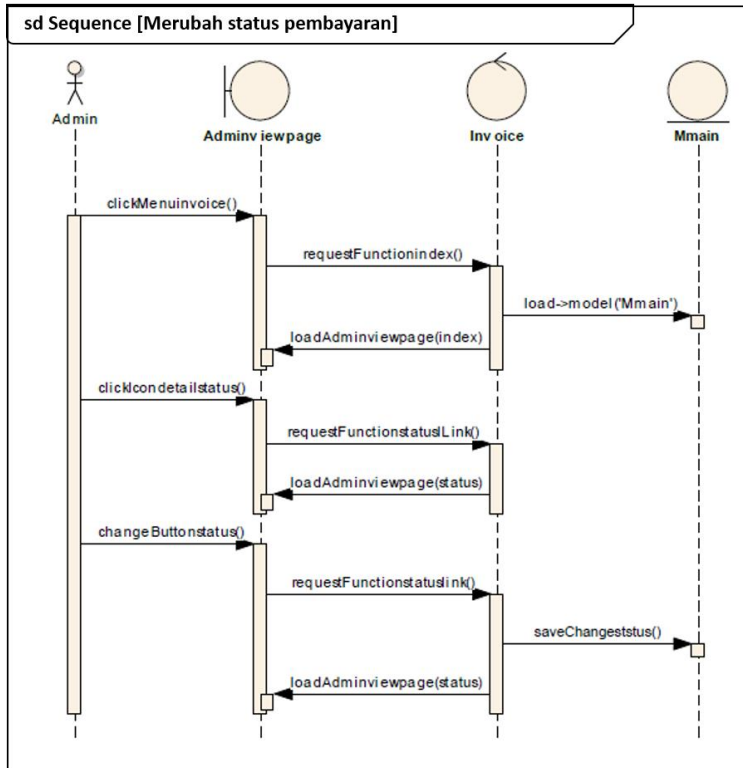 sd Sequence [Merubah status pembayaran]
Admin
Adminviewpage
Invoice
Mmain
clickMenuinvoice()
requestFunctionindex()
load->model('Mmain')
loadAdminviewpage(index)
clickIcondetailstatus()
requestFunctionstatuslLink()
loadAdminviewpage(status)
changeButtonstatus()
requestFunctionstatuslink()
saveChangeststus()
loadAdminviewpage(status)